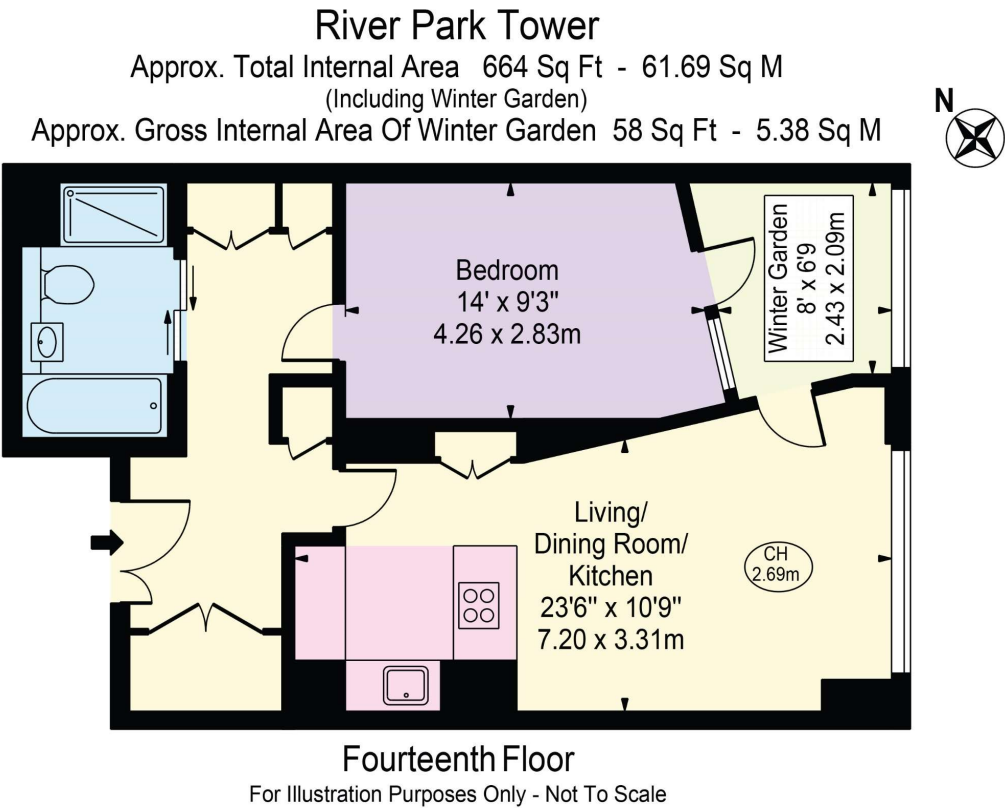 River Park Tower
Approx. Total Internal Area 664 Sq Ft - 61.69 Sq M
(Including Winter Garden)
Approx. Gross Internal Area Of Winter Garden 58 Sq Ft - 5.38 Sq M
N
Bedroom
14' x 9'3"
4.26 x 2.83m
Winter Garden
8' x 6'9
2.43 x 2.09m
Living/
Dining Room/
Kitchen
23'6" x 10'9"
7.20 x 3.31m
CH
2.69m
Fourteenth Floor
For Illustration Purposes Only - Not To Scale